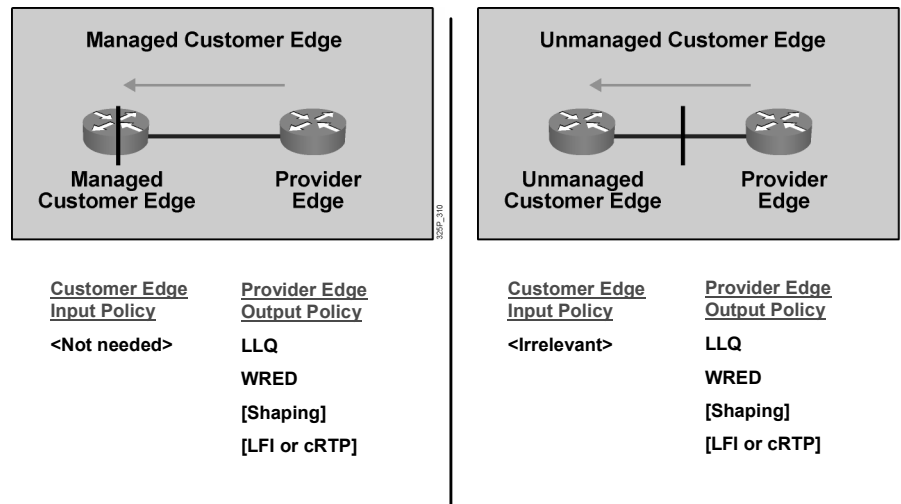 Managed Customer Edge
Managed
Customer Edge
Provider
Edge
325P_310
Customer Edge
Input Policy
<Not needed>
Provider Edge
Output Policy
LLQ
WRED
[Shaping]
[LFI or cRTP]
Unmanaged Customer Edge
Unmanaged
Customer Edge
Provider
Edge
Customer Edge
Input Policy
<Irrelevant>
Provider Edge
Output Policy
LLQ
WRED
[Shaping]
[LFI or cRTP]